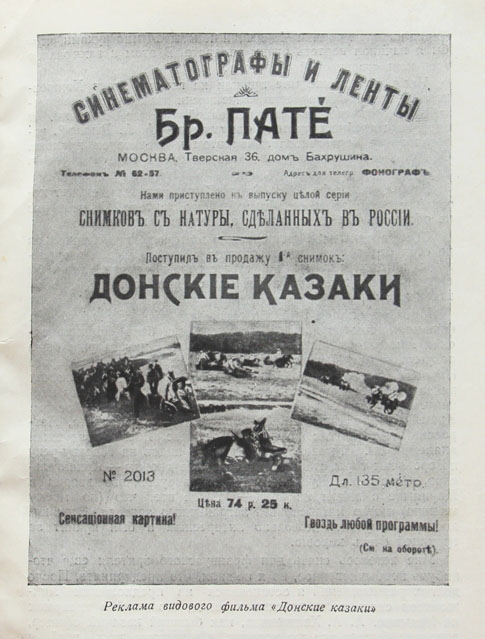 СИНЕМАТОГРАФЫ И ЛЕНТЫ
Бр. ПАТЕ́
МОСКВА, Тверская 36, домъ Бахрушина.
Телефонъ № 62-57. Адресъ для телегр. ФОНОГРАФЪ.
Нами приступлено къ выпуску цѣлой серіи
СНИМКОВЪ СЪ НАТУРЫ, СДѢЛАННЫХЪ ВЪ РОССІИ.
Поступилъ въ продажу 1й снимокъ:
ДОНСКІЕ КАЗАКИ
№ 2013
Дл. 135 метр.
Цѣна 74 р. 25 к.
Сенсаціонная картина!
Гвоздь любой программы!
(См на оборотѣ).
Реклама видового фильма «Донские казаки»